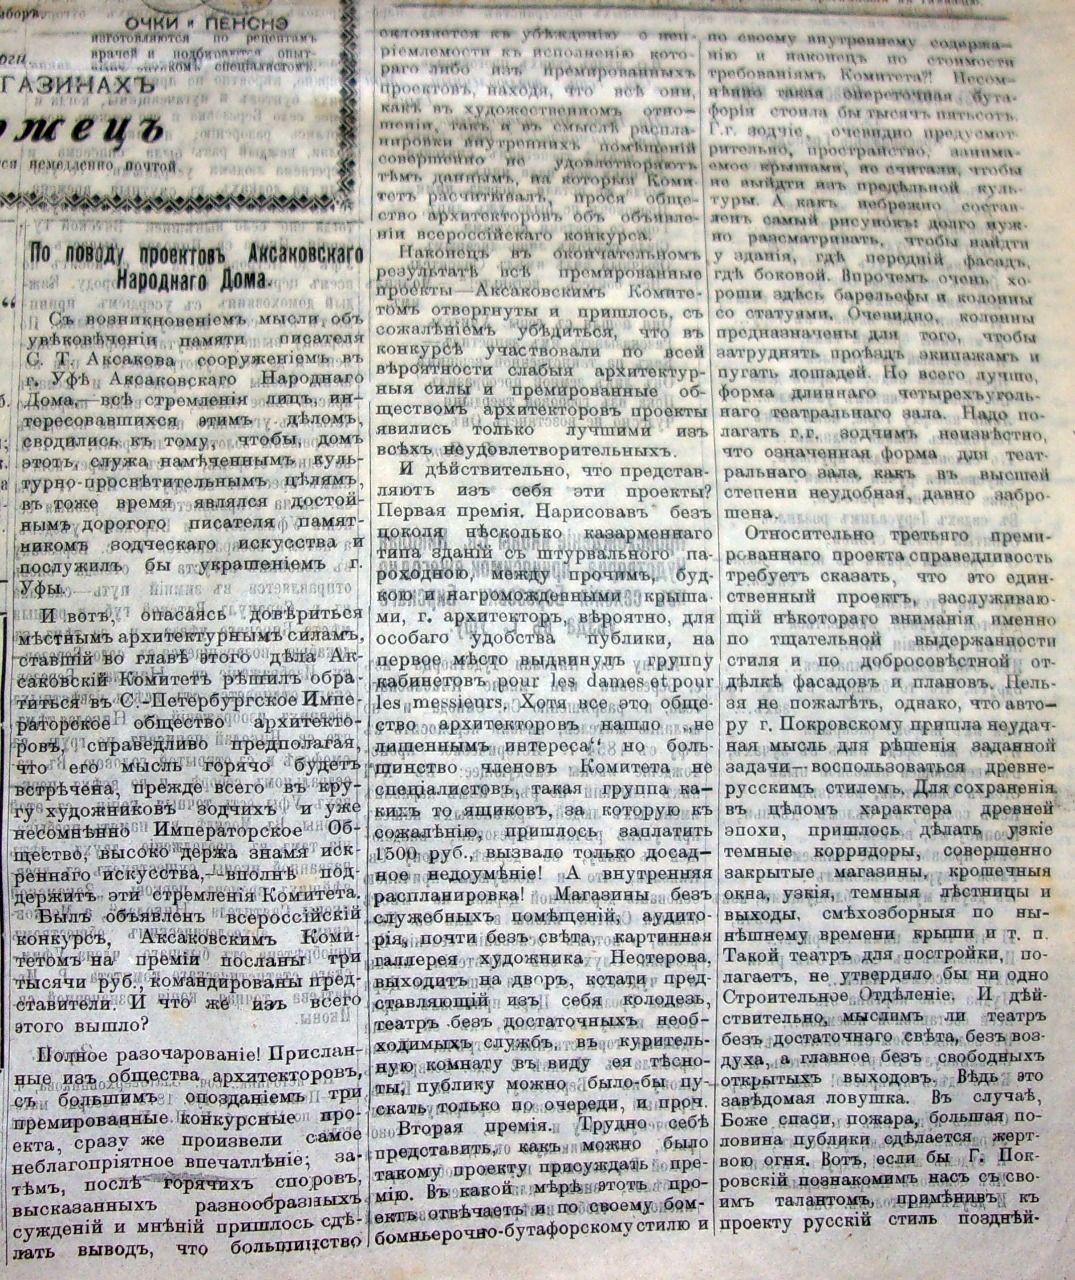 ОЧКИ и ПЕНСНЭ
изготовляются по рецептамъ
врачей и подбираются опыт-
нымъ оптикомъ спеціалистомъ.
ГАЗИНАХЪ
жецъ
немедленно почтой
По поводу проектовъ Аксаковскаго
Народнаго Дома.
Съ возникновеніемъ мысли объ
увѣковѣченіи памяти писателя
С. Т. Аксакова сооруженіемъ въ
г. Уфѣ Аксаковскаго Народнаго
Дома,—всѣ стремленія лицъ, ин-
тересовавшихся этимъ дѣломъ,
сводились къ тому, чтобы, домъ
этотъ, служа намѣченнымъ куль-
турно-просвѣтительнымъ цѣлямъ,
въ тоже время являлся достой-
нымъ дорогого писателя памят-
никомъ зодческаго искусства и
послужилъ бы украшеніемъ г.
Уфы.
И вотъ, опасаясь довѣриться
мѣстнымъ архитектурнымъ силамъ,
ставшій во главѣ этого дѣла Ак-
саковскій Комитетъ рѣшилъ обра-
титься въ С.-Петербургское Импе-
раторское общество архитекто-
ровъ, справедливо предполагая,
что его мысль горячо будетъ
встрѣчена, прежде всего въ кру-
гу художниковъ зодчихъ и уже
несомнѣнно Императорское Об-
щество, высоко держа знамя иск-
ренняго искусства,—вполнѣ под-
держитъ эти стремленія Комитета.
Былъ объявленъ всероссійскій
конкурсъ, Аксаковскимъ Коми-
тетомъ на преміи посланы три
тысячи руб., командированы пред-
ставители. И что же изъ всего
этого вышло?
Полное разочарованіе! Прислан-
ные изъ общества архитекторовъ,
съ большимъ опозданіемъ три
премированные конкурсные про-
екта, сразу же произвели самое
неблагопріятное впечатлѣніе; за-
тѣмъ, послѣ горячихъ споровъ,
высказанныхъ разнообразныхъ
сужденій и мнѣній пришлось сдѣ-
лать выводъ, что большинство
склоняется къ убѣжденію о неп-
ріемлемости къ исполненію кото-
раго либо изъ премированныхъ
проектовъ, находя, что всѣ они,
какъ въ художественномъ отно-
шеніи, такъ и въ смыслѣ распла-
нировки внутреннихъ помѣщеній
совершенно не удовлетворяютъ
тѣмъ даннымъ, на которыя Коми-
тетъ расчитывалъ, прося обще-
ство архитекторовъ объ объявле-
ніи всероссійскаго конкурса.
Наконецъ въ окончательномъ
результатѣ всѣ премированные
проекты—Аксаковскимъ Комите-
томъ отвергнуты и пришлось, съ
сожалѣніемъ убѣдиться, что въ
конкурсѣ участвовали по всей
вѣроятности слабыя архитектур-
ныя силы и премированные об-
ществомъ архитекторовъ проекты
явились только лучшими изъ
всѣхъ неудовлетворительныхъ.
И дѣйствительно, что представ-
ляютъ изъ себя эти проекты?
Первая премія. Нарисовавъ безъ
цоколя нѣсколько казарменнаго
типа зданій съ штурвального па-
роходною, между прочимъ, буд-
кою и нагроможденными крыша-
ми, г. архитекторъ, вѣроятно, для
особаго удобства публики, на
первое мѣсто выдвинулъ группу
кабинетовъ pour les dames et pour
les messieurs. Хотя все это обще-
ство архитекторовъ нашло „не
лишеннымъ интереса“ но боль-
шинство членовъ Комитета не
спеціалистовъ, такая группа ка-
кихъ то ящиковъ, за которую къ
сожалѣнію, пришлось заплатить
1500 руб., вызвало только досад-
ное недоумѣніе! А внутренняя
распланировка! Магазины безъ
служебныхъ помѣщеній, аудито-
рія, почти безъ свѣта, картинная
галлерея художника Нестерова,
выходитъ на дворъ, кстати пред-
ставляющій изъ себя колодезь,
театръ безъ достаточныхъ необ-
ходимыхъ службъ, въ куритель-
ную комнату въ виду ея тѣсно-
ты, публику можно было-бы пу-
скать только по очереди, и проч.
Вторая премія. Трудно себѣ
представить, какъ можно было
такому проекту присуждать пре-
мію. Въ какой мѣрѣ этотъ про-
ектъ отвѣчаетъ и по своему бом-
бомньерочно-бутафорскому стилю и
по своему внутреннему содержа-
нію и наконецъ по стоимости
требованіямъ Комитета?! Несом-
нѣнно такая опереточная бута-
форія стоила бы тысячъ пятьсотъ.
Г.г. зодчіе, очевидно предусмот-
рительно, пространство, занима-
емое крышами, не считали, чтобы
не выйти изъ предѣльной куль-
туры. А какъ небрежно состав-
ленъ самый рисунокъ: долго нуж-
но разсматривать, чтобы найти
у зданія, гдѣ передній фасадъ,
гдѣ боковой. Впрочемъ очень хо-
роши здѣсь барельефы и колонны
со статуями. Очевидно, колонны
предназначены для того, чтобы
затруднять проѣздъ экипажамъ и
пугать лошадей. Но всего лучше,
форма длиннаго четырехъуголь-
наго театральнаго зала. Надо по-
лагать г.г. зодчимъ неизвѣстно,
что означенная форма для теат-
ральнаго зала, какъ въ высшей
степени неудобная, давно забро-
шена.
Относительно третьяго преми-
рованнаго проекта справедливость
требуетъ сказать, что это един-
ственный проектъ, заслуживаю-
щій нѣкотораго вниманія именно
по тщательной выдержанности
стиля и по добросовѣстной от-
дѣлкѣ фасадовъ и плановъ. Нель-
зя не пожалѣть, однако, что авто-
ру г. Покровскому пришла неудач-
ная мысль для рѣшенія заданной
задачи—воспользоваться древне-
русскимъ стилемъ. Для сохраненія
въ цѣломъ характера древней
эпохи, пришлось дѣлать узкіе
темные корридоры, совершенно
закрытые магазины, крошечныя
окна, узкія, темныя лѣстницы и
выходы, смѣхозборныя по ны-
нѣшнему времени крыши и т. п.
Такой театръ для постройки, по-
лагаетъ, не утвердило бы ни одно
Строительное Отдѣленіе. И дѣй-
ствительно, мыслимъ ли театръ
безъ достаточнаго свѣта, безъ воз-
духа, а главное безъ свободныхъ
открытыхъ выходовъ. Вѣдь это
завѣдомая ловушка. Въ случаѣ,
Боже спаси, пожара, большая по-
ловина публики сдѣлается жерт-
вою огня. Вотъ, если бы Г. Пок-
ровскій познакомилъ насъ съ сво-
имъ талантомъ, примѣнивъ къ
проекту русскій стиль позднѣй-